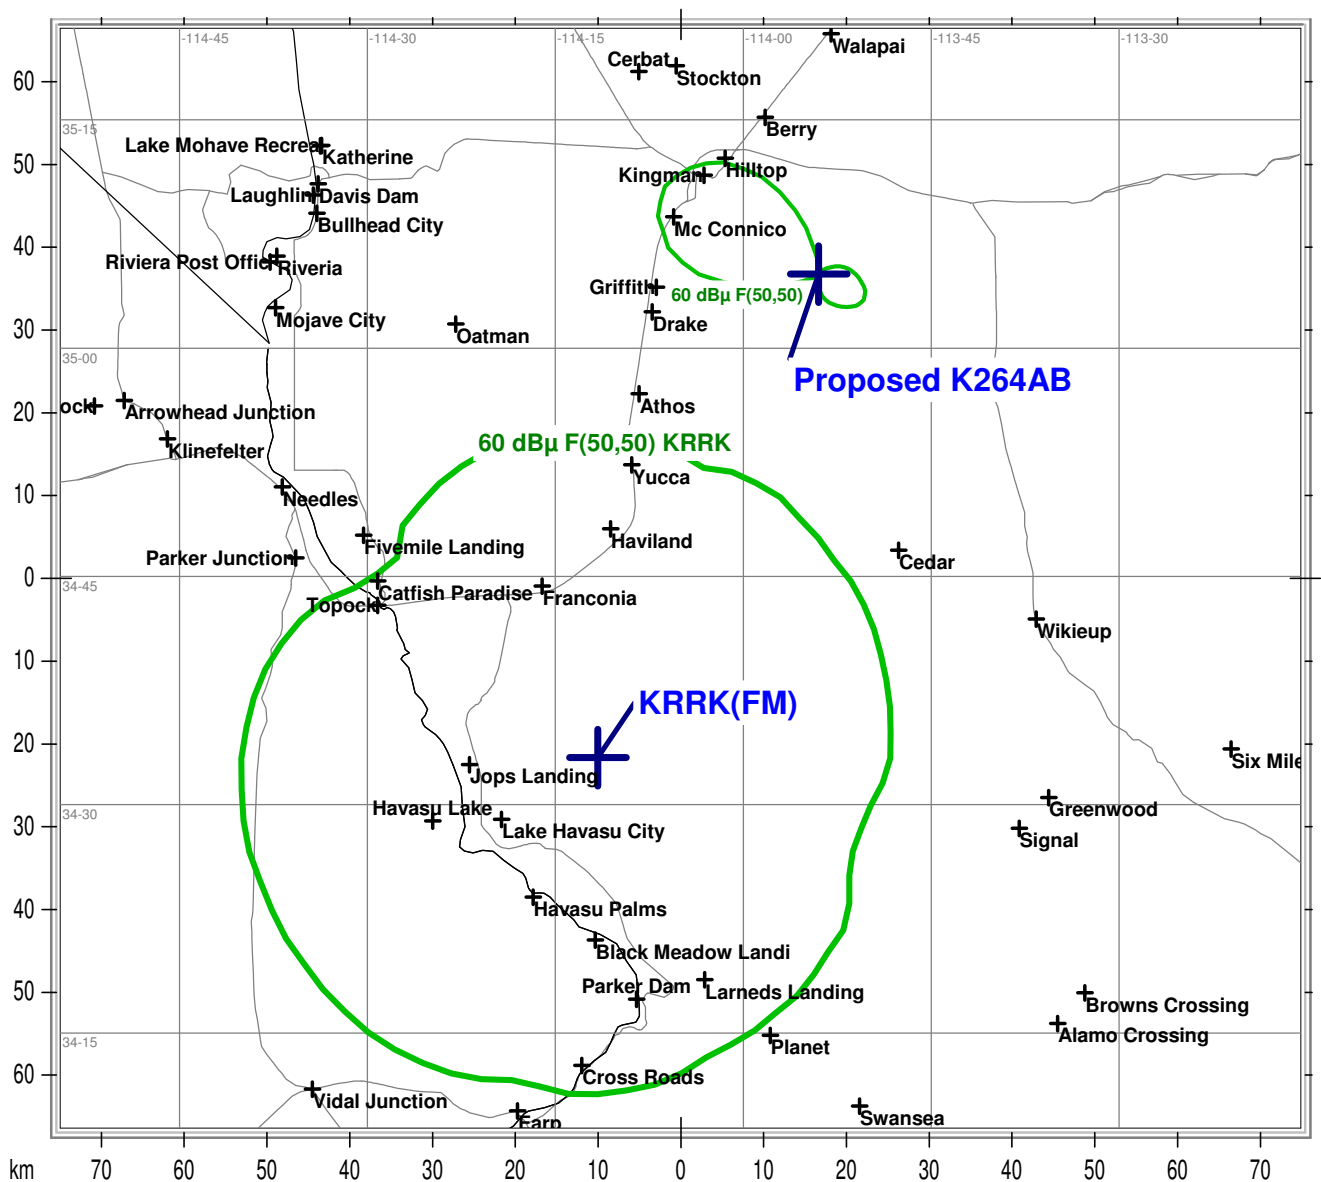 -114-45
-114-30
-114-15
-114-00
-113-45
-113-30
Walapai
Cerbat
Stockton
60
35-15
Berry
Lake Mohave Recrea
Katherine
50
Hilltop
Kingman
Laughlin
Davis Dam
Bullhead City
Mc Connico
40
Riviera Post Offic
Riveria
Griffith
60 dBµ F(50,50)
Mojave City
Drake
30
Oatman
35-00
Proposed K264AB
ock
Arrowhead Junction
Athos
20
60 dBµ F(50,50) KRRK
Klinefelter
Yucca
10
Needles
Haviland
Fivemile Landing
Parker Junction
Cedar
0
34-45
Catfish Paradise
Franconia
Topock
Wikieup
10
KRRK(FM)
20
Six Mile
Jops Landing
Havasu Lake
Greenwood
34-30
30
Lake Havasu City
Signal
40
Havasu Palms
Black Meadow Landi
Parker Dam
50
Larneds Landing
Browns Crossing
Alamo Crossing
34-15
Planet
60
Cross Roads
Vidal Junction
Swansea
Earp
km
70
60
50
40
30
20
10
0
10
20
30
40
50
60
70